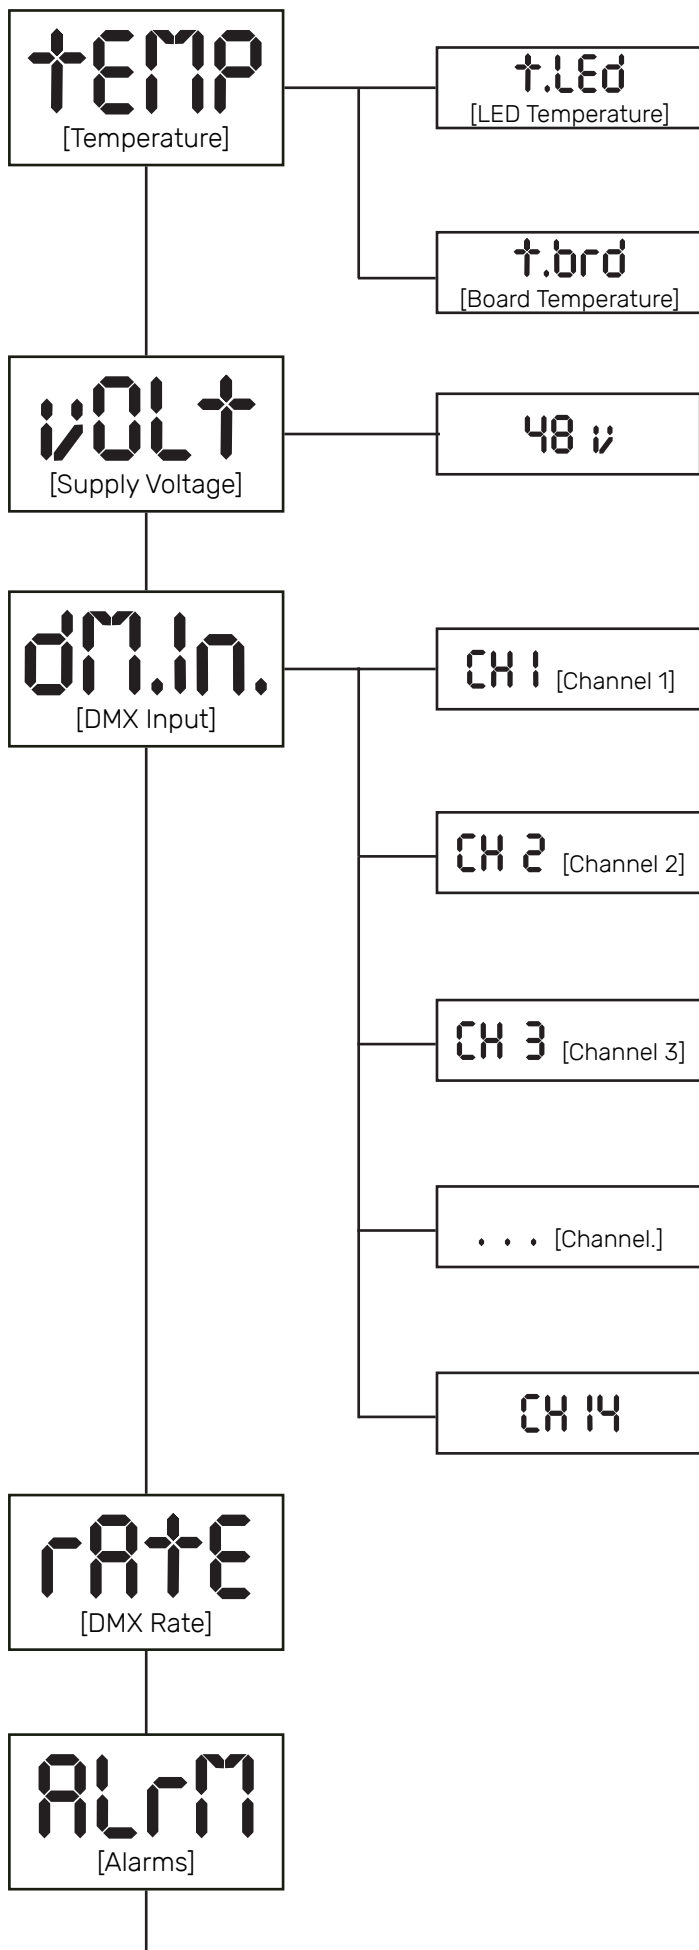 tEMP
[Temperature]
t.LEd
[LED Temperature]
t.brd
[Board Temperature]
vOLt
[Supply Voltage]
48 v
dM.In.
[DMX Input]
CH 1 [Channel 1]
CH 2 [Channel 2]
CH 3 [Channel 3]
... [Channel.]
CH 14
rAtE
[DMX Rate]
ALrM
[Alarms]